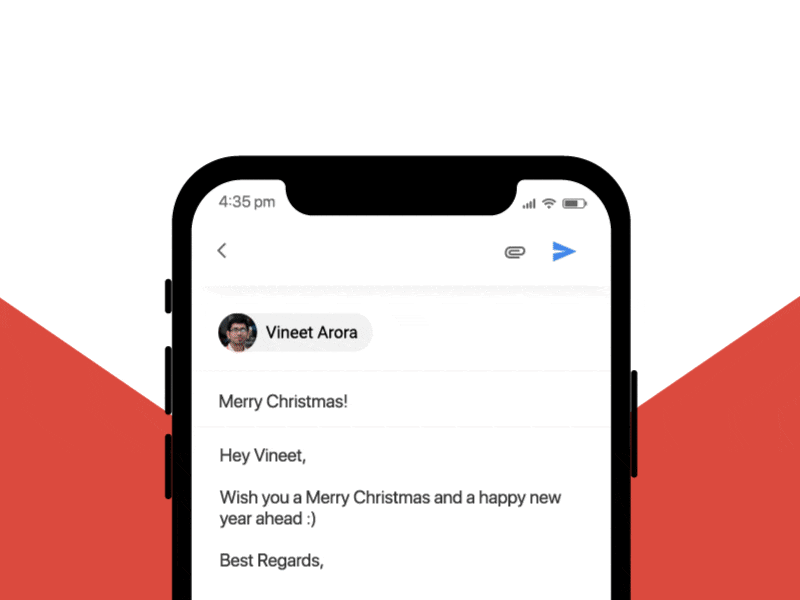 4:35 pm
Vineet Arora
Merry Christmas!
Hey Vineet,
Wish you a Merry Christmas and a happy new
year ahead :)
Best Regards,